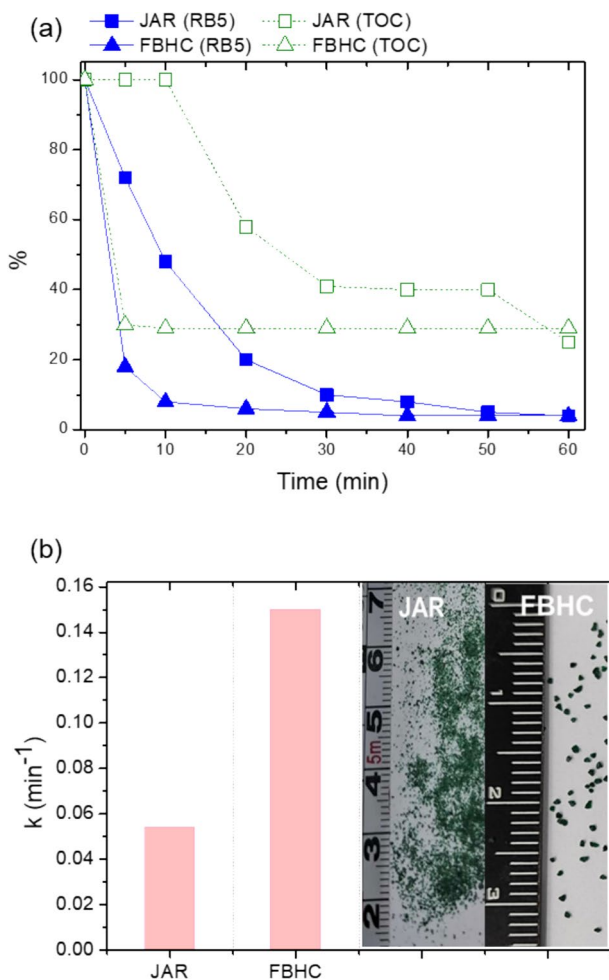 (a)
JAR (RB5) JAR (TOC)
FBHC (RB5) FBHC (TOC)
100
80
60
40
20
0
%
0 10 20 30 40 50 60
Time (min)
(b)
0.16
0.14
0.12
0.10
0.08
0.06
0.04
0.02
0.00
k (min⁻¹)
JAR FBHC
JAR FBHC
7
6
5
5m
4
3
2
0
1
2
3